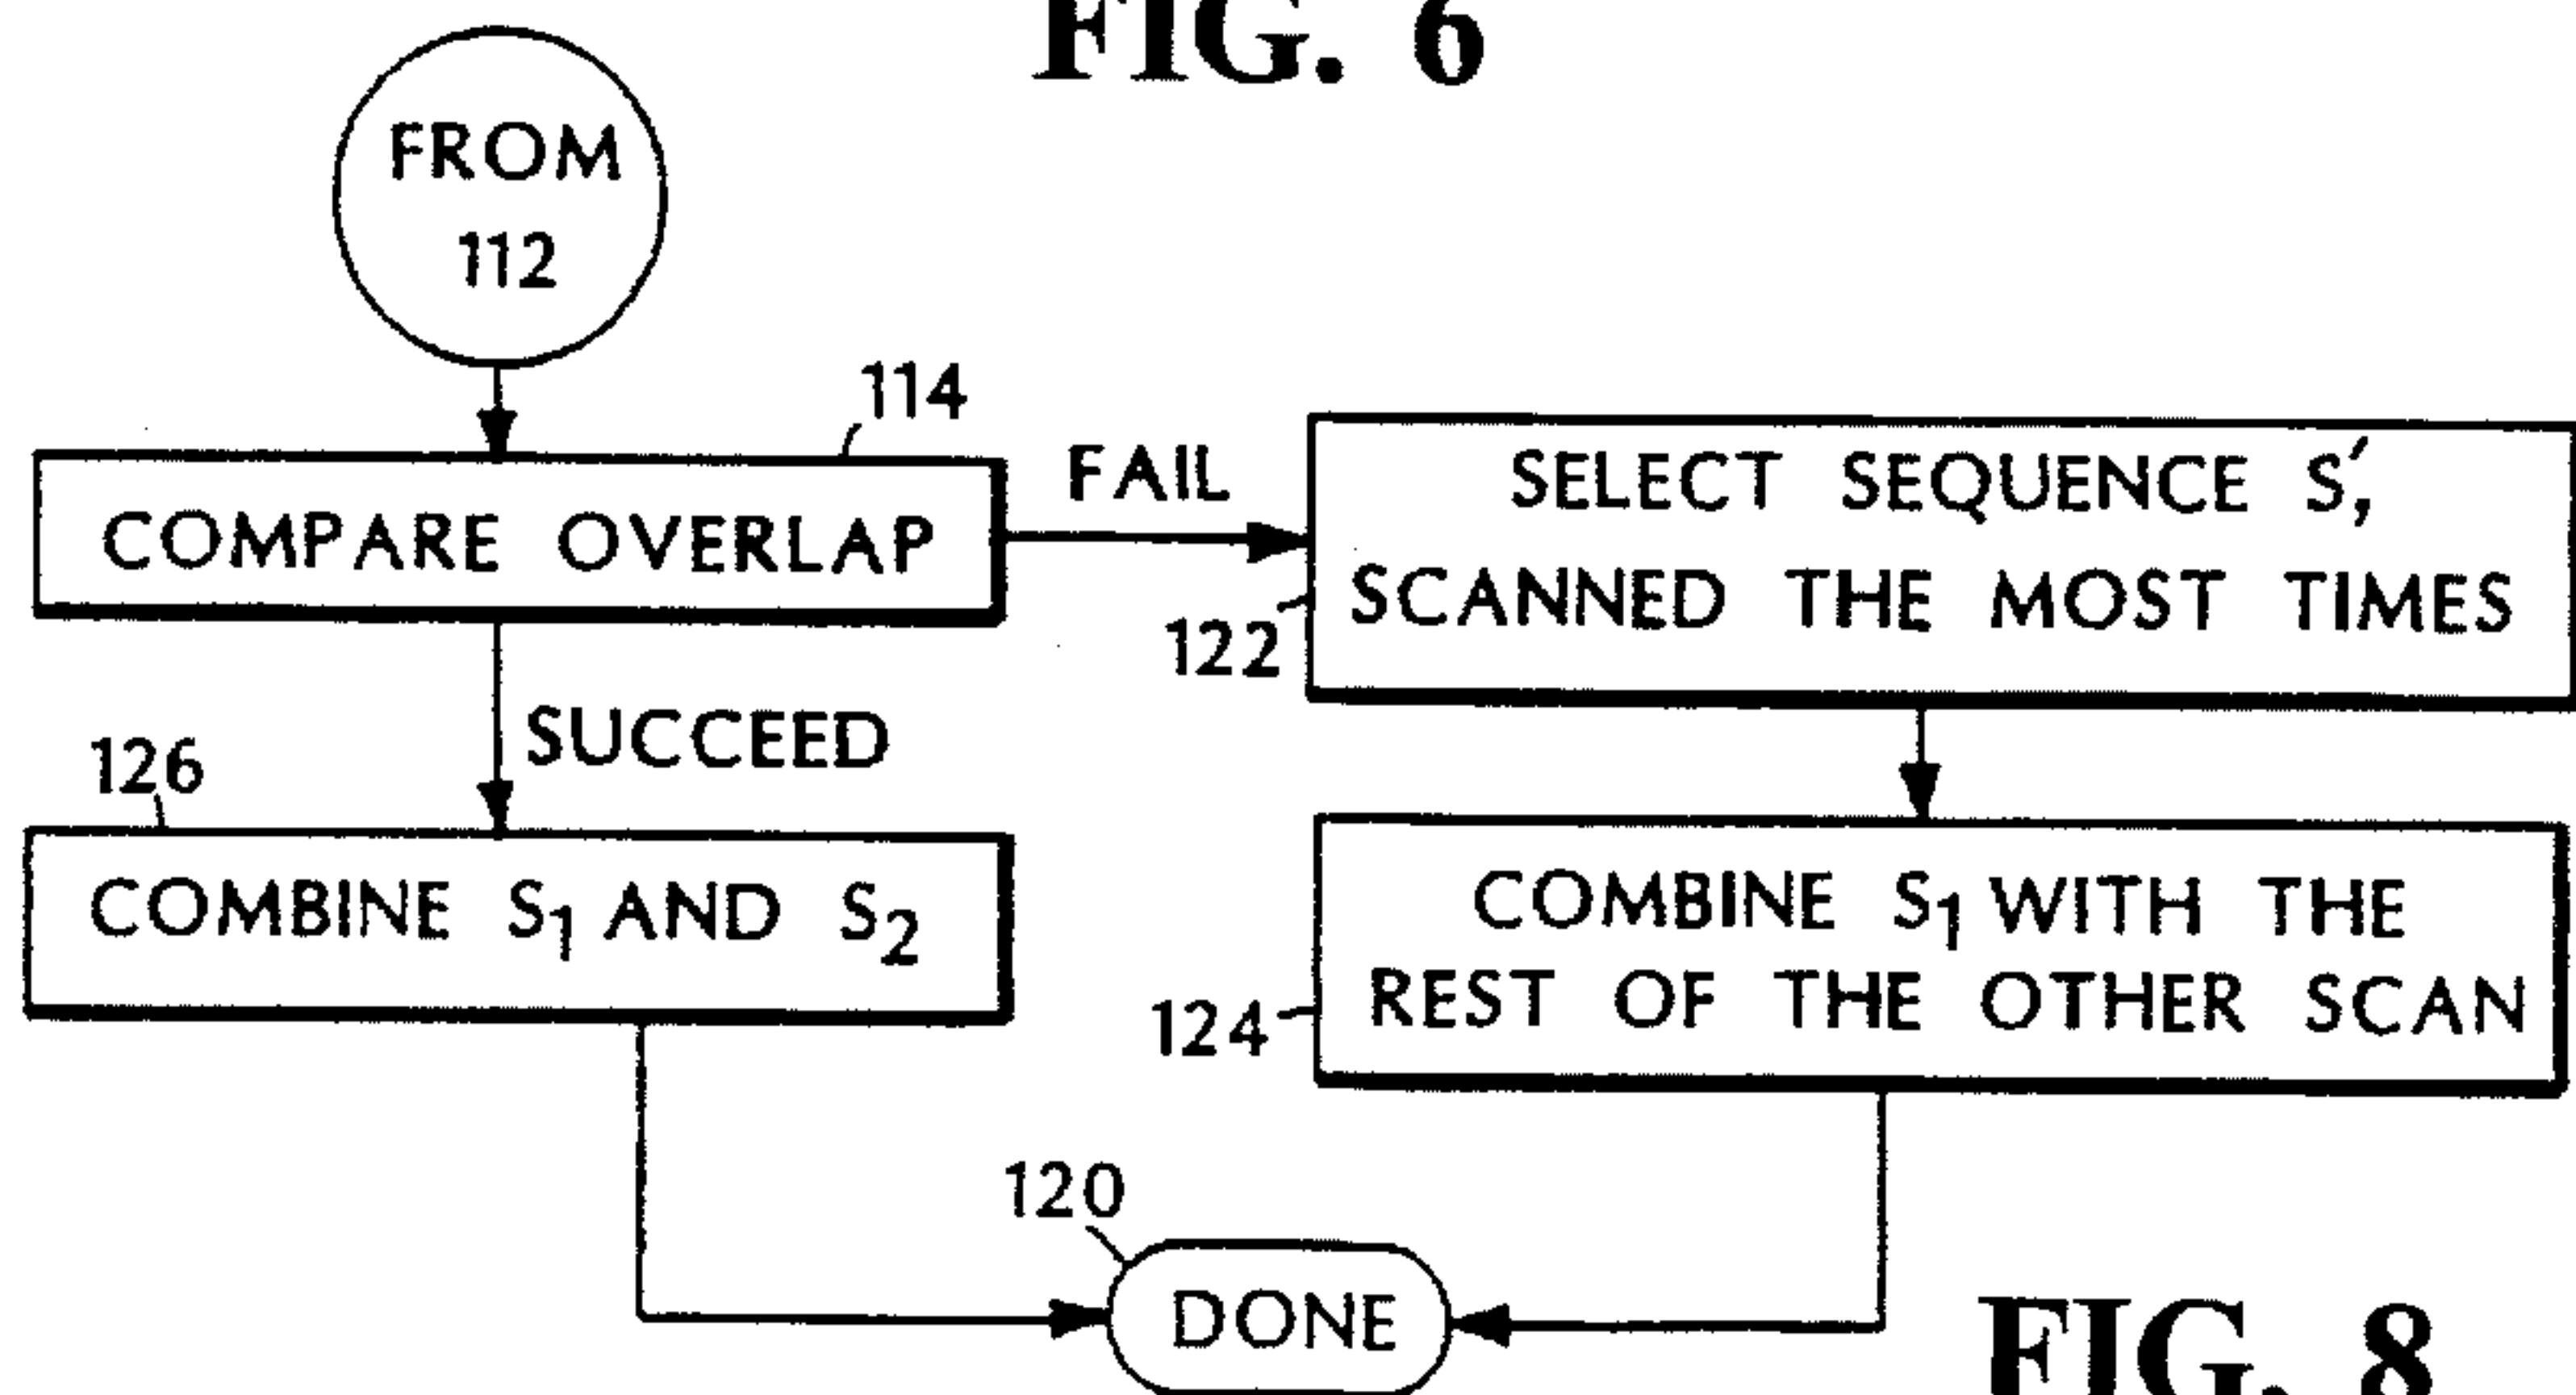 FIG. 6
FROM
112
114
COMPARE OVERLAP
FAIL
SELECT SEQUENCE S',
SCANNED THE MOST TIMES
122
SUCCEED
126
COMBINE S₁ AND S₂
COMBINE S₁ WITH THE
REST OF THE OTHER SCAN
124
120
DONE
FIG. 8